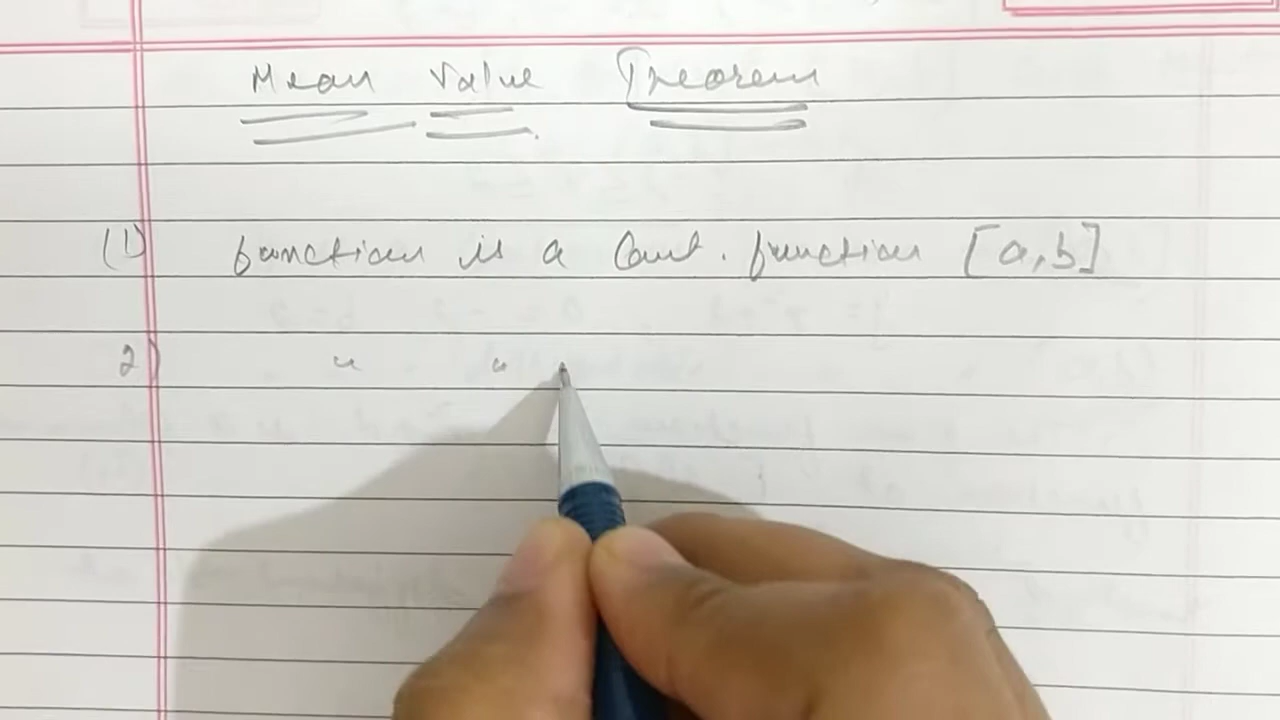 Mean Value Theorem
(1) function is a Cont. function [a,b]
2) " " "